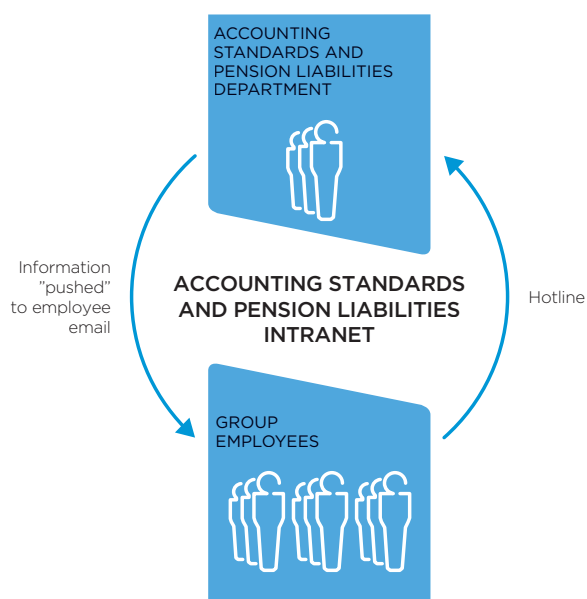 ACCOUNTING
STANDARDS AND
PENSION LIABILITIES
DEPARTMENT
Information
"pushed"
to employee
email
ACCOUNTING STANDARDS
AND PENSION LIABILITIES
INTRANET
Hotline
GROUP
EMPLOYEES